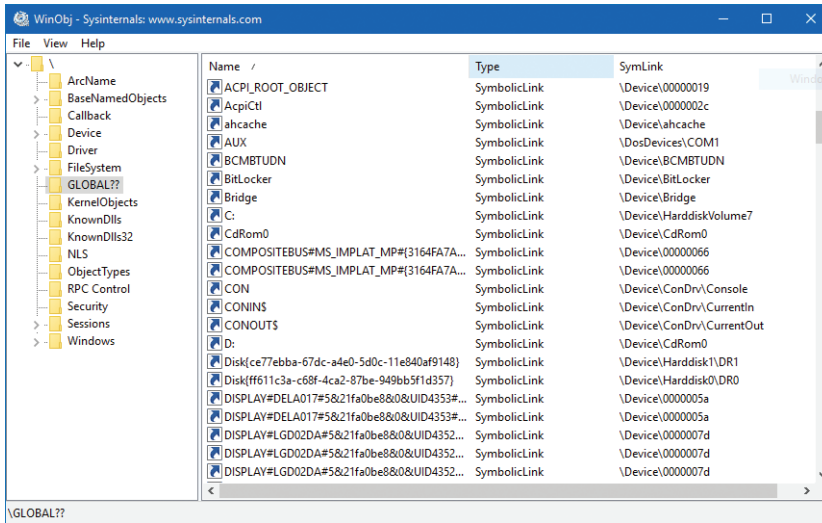 WinObj - Sysinternals: www.sysinternals.com
File View Help
\
ArcName
BaseNamedObjects
Callback
Device
Driver
FileSystem
GLOBAL??
KernelObjects
KnownDlls
KnownDlls32
NLS
ObjectTypes
RPC Control
Security
Sessions
Windows
Name / Type SymLink
ACPI_ROOT_OBJECT SymbolicLink \Device\00000019
AcpiCtl SymbolicLink \Device\0000002c
ahcache SymbolicLink \Device\ahcache
AUX SymbolicLink \DosDevices\COM1
BCMBTUDN SymbolicLink \Device\BCMBTUDN
BitLocker SymbolicLink \Device\BitLocker
Bridge SymbolicLink \Device\Bridge
C: SymbolicLink \Device\HarddiskVolume7
CdRom0 SymbolicLink \Device\CdRom0
COMPOSITEBUS#MS_IMPLAT_MP#{3164FA7A... SymbolicLink \Device\00000066
COMPOSITEBUS#MS_IMPLAT_MP#{3164FA7A... SymbolicLink \Device\00000066
CON SymbolicLink \Device\ConDrv\Console
CONIN$ SymbolicLink \Device\ConDrv\CurrentIn
CONOUT$ SymbolicLink \Device\ConDrv\CurrentOut
D: SymbolicLink \Device\CdRom0
Disk{ce77ebba-67dc-a4e0-5d0c-11e840af9148} SymbolicLink \Device\Harddisk1\DR1
Disk{ff611c3a-c68f-4ca2-87be-949bb5f1d357} SymbolicLink \Device\Harddisk0\DR0
DISPLAY#DELA017#5&21fa0be8&0&UID4353#... SymbolicLink \Device\0000005a
DISPLAY#DELA017#5&21fa0be8&0&UID4353#... SymbolicLink \Device\0000005a
DISPLAY#LGD02DA#5&21fa0be8&0&UID4352... SymbolicLink \Device\0000007d
DISPLAY#LGD02DA#5&21fa0be8&0&UID4352... SymbolicLink \Device\0000007d
DISPLAY#LGD02DA#5&21fa0be8&0&UID4352... SymbolicLink \Device\0000007d
\GLOBAL??